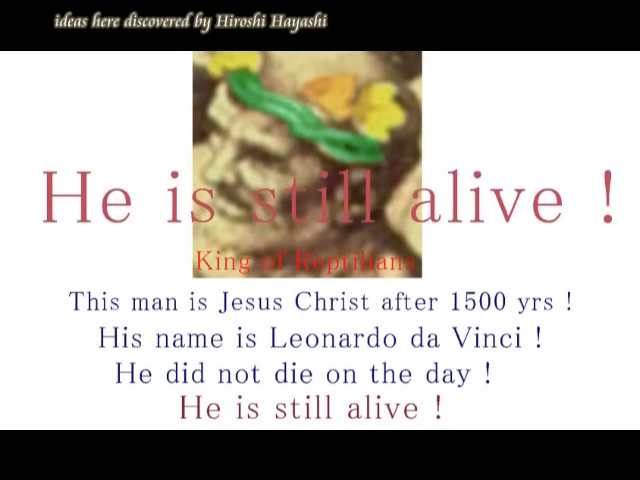 ideas here discovered by Hiroshi Hayashi
He is still alive !
King of Reptilians
This man is Jesus Christ after 1500 yrs !
His name is Leonardo da Vinci !
He did not die on the day !
He is still alive !